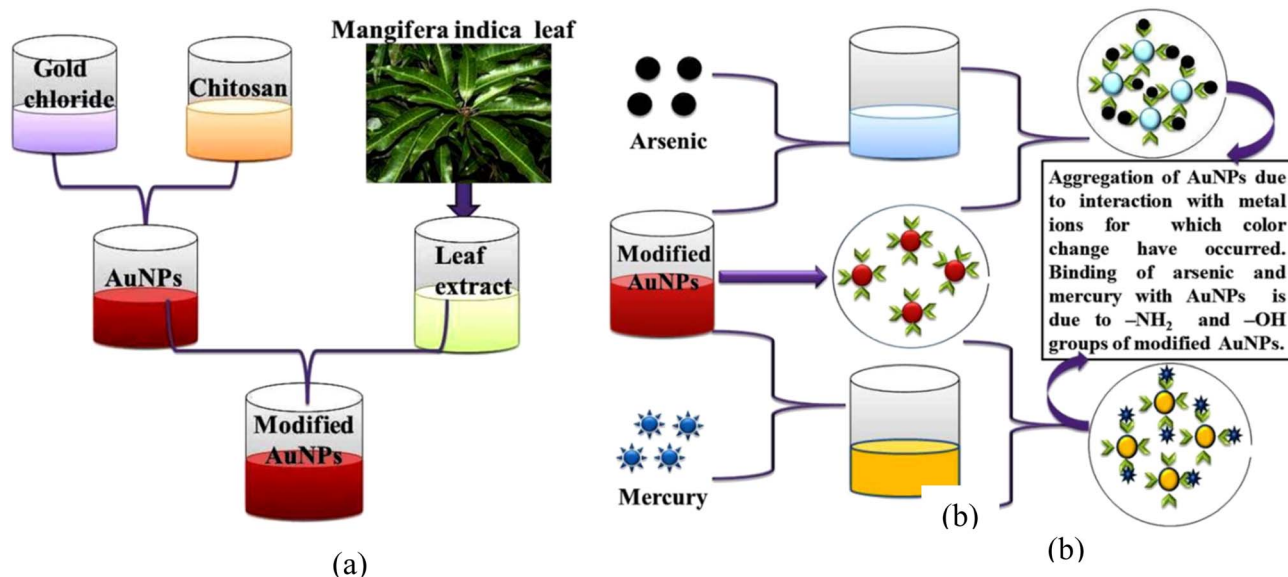 Gold
chloride
Chitosan
Mangifera indica leaf
AuNPs
Leaf
extract
Modified
AuNPs
(a)
Arsenic
Modified
AuNPs
Mercury
Aggregation of AuNPs due
to interaction with metal
ions for which color
change have occurred.
Binding of arsenic and
mercury with AuNPs is
due to –NH₂ and –OH
groups of modified AuNPs.
(b)
(b)